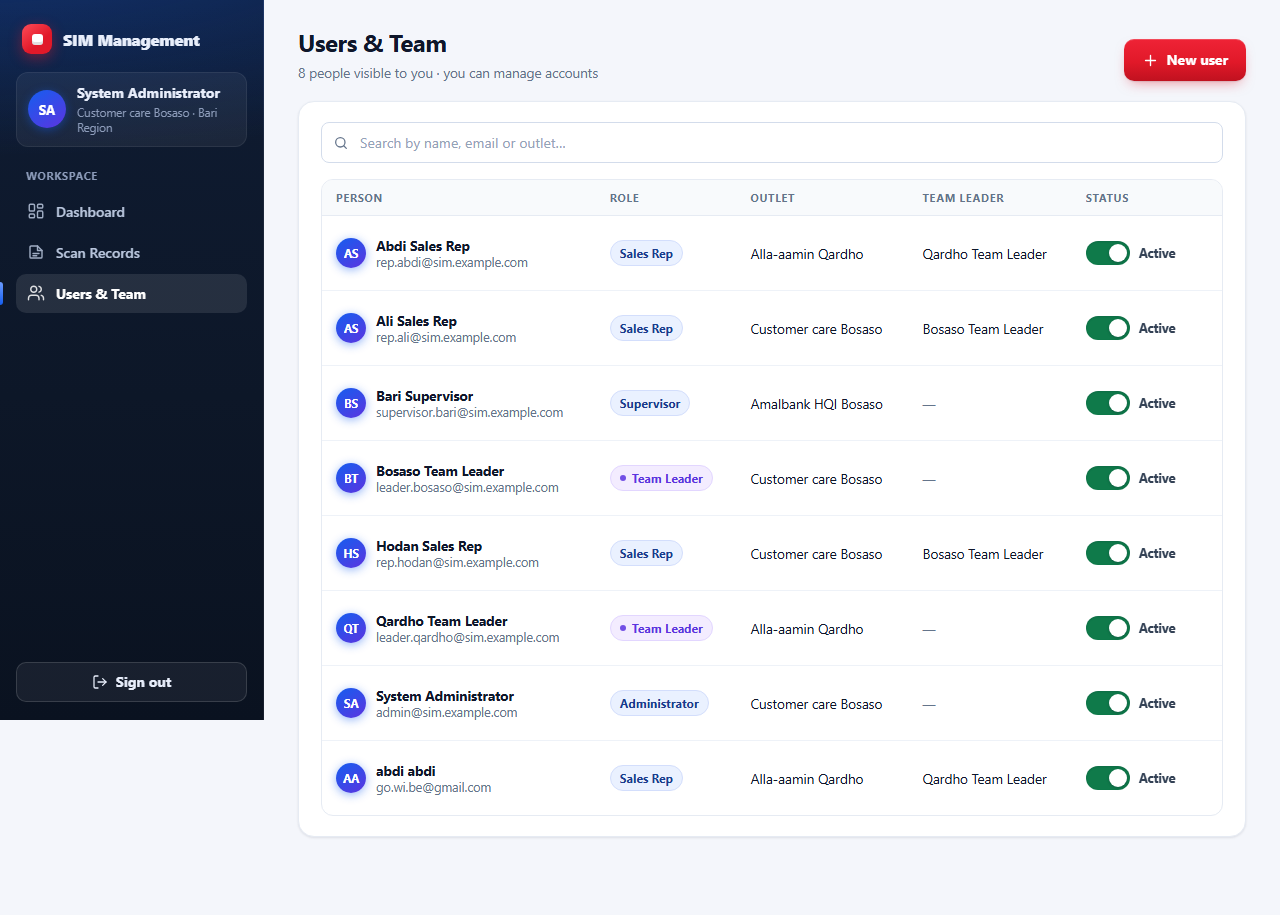 SIM Management
SA
System Administrator
Customer care Bosaso · Bari
Region
WORKSPACE
Dashboard
Scan Records
Users & Team
Sign out
Users & Team
8 people visible to you · you can manage accounts
+ New user
Search by name, email or outlet...
PERSON ROLE OUTLET TEAM LEADER STATUS
AS Abdi Sales Rep Sales Rep Alla-aamin Qardho Qardho Team Leader Active
rep.abdi@sim.example.com
AS Ali Sales Rep Sales Rep Customer care Bosaso Bosaso Team Leader Active
rep.ali@sim.example.com
BS Bari Supervisor Supervisor Amalbank HQI Bosaso — Active
supervisor.bari@sim.example.com
BT Bosaso Team Leader Team Leader Customer care Bosaso — Active
leader.bosaso@sim.example.com
HS Hodan Sales Rep Sales Rep Customer care Bosaso Bosaso Team Leader Active
rep.hodan@sim.example.com
QT Qardho Team Leader Team Leader Alla-aamin Qardho — Active
leader.qardho@sim.example.com
SA System Administrator Administrator Customer care Bosaso — Active
admin@sim.example.com
AA abdi abdi Sales Rep Alla-aamin Qardho Qardho Team Leader Active
go.wi.be@gmail.com